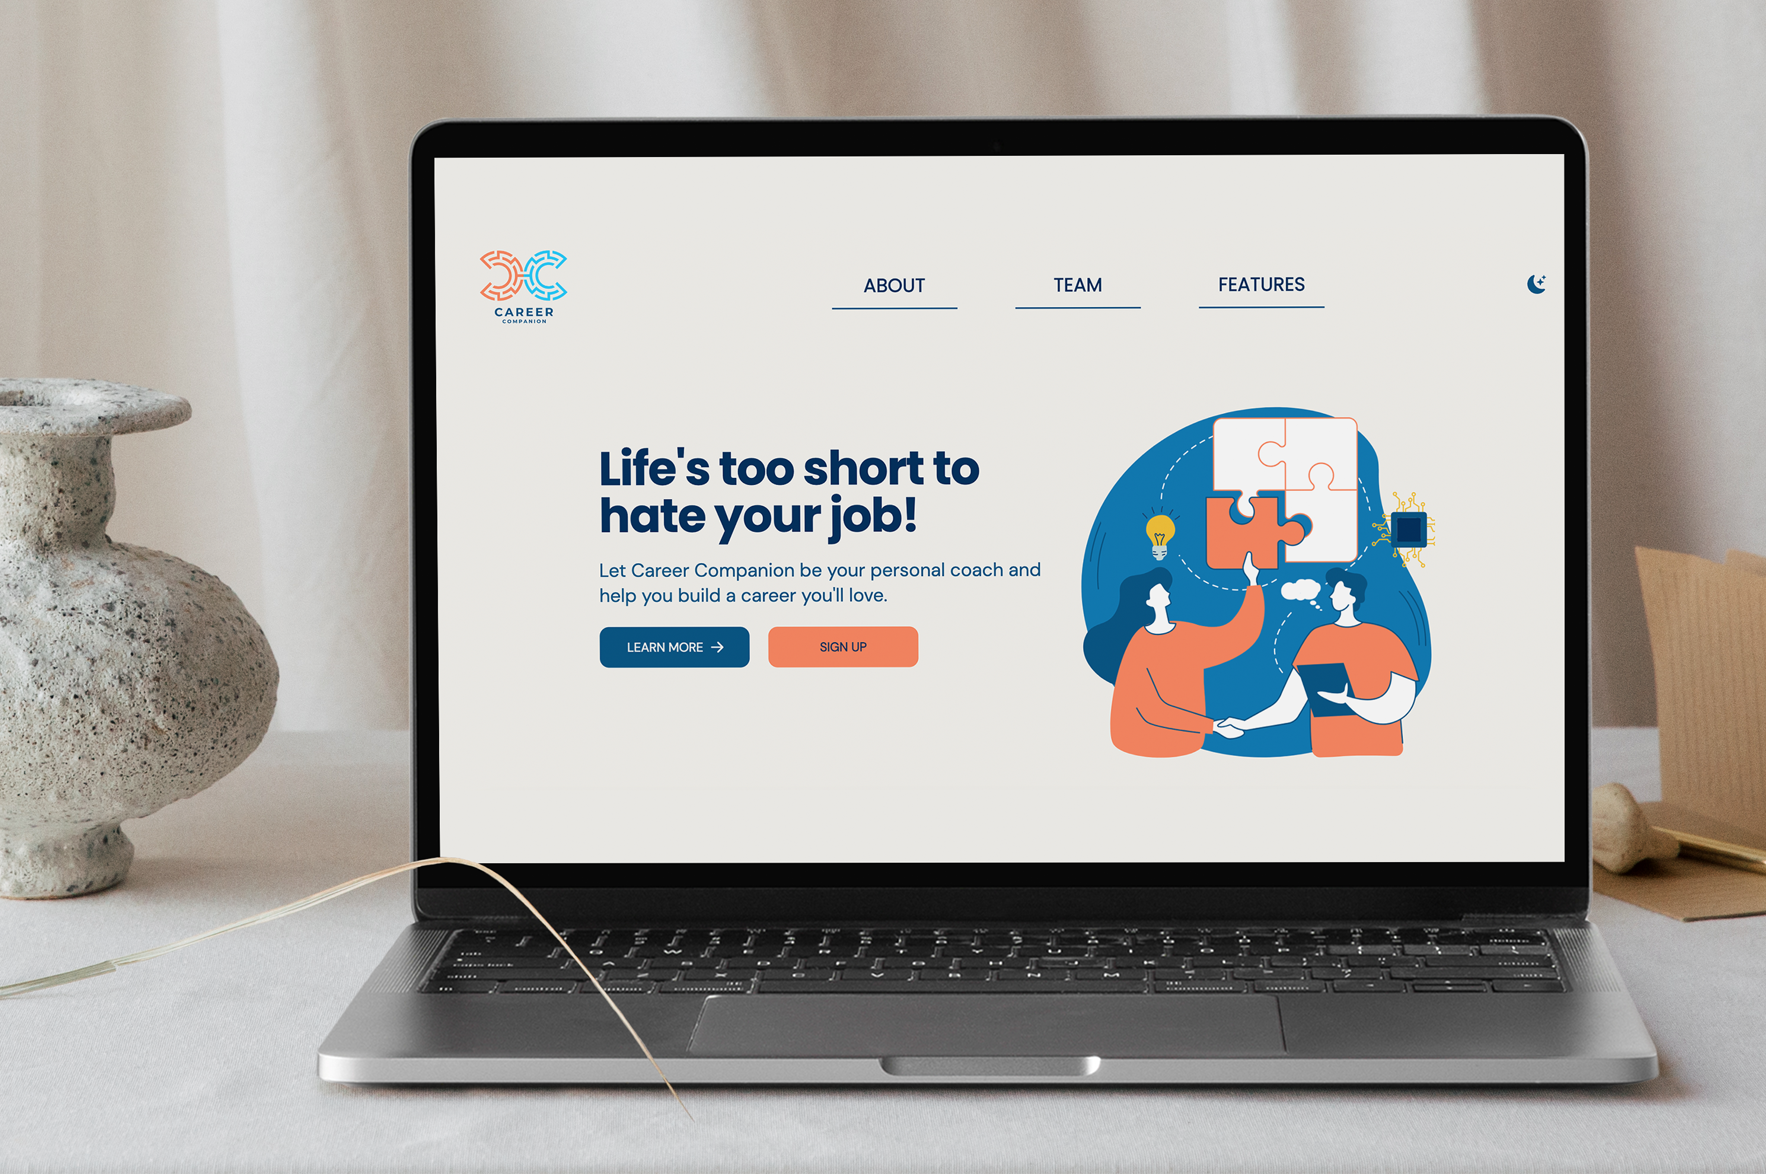 CAREER
COMPANION
ABOUT
TEAM
FEATURES
Life's too short to
hate your job!
Let Career Companion be your personal coach and
help you build a career you'll love.
LEARN MORE →
SIGN UP